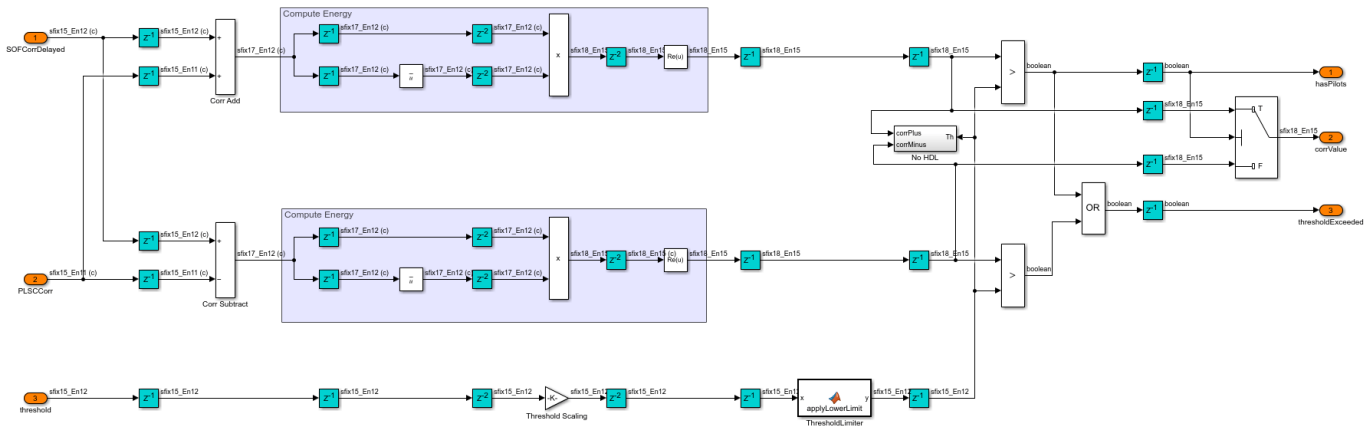 Compute Energy
1
SOFCorrDelayed
sfix15_En12 (c)
z-1
sfix15_En12 (c)
+
z-1
sfix15_En11 (c)
+
Corr Add
sfix17_En12 (c)
z-1
sfix17_En12 (c)
z-2
sfix17_En12 (c)
z-1
sfix17_En12 (c)
sfix17_En12 (c)
z-2
sfix17_En12 (c)
x
sfix18_En15
z-2
sfix18_En15 (c)
Re(u)
sfix18_En15
z-1
sfix18_En15
z-1
sfix18_En15
>
boolean
z-1
boolean
1
hasPilots
corrPlus
corrMinus
Th
No HDL
z-1
sfix18_En15
T
z-1
sfix18_En15
F
sfix18_En15
2
corrValue
Compute Energy
2
PLSCCorr
sfix15_En11 (c)
z-1
sfix15_En12 (c)
+
z-1
sfix15_En11 (c)
−
Corr Subtract
sfix17_En12 (c)
z-1
sfix17_En12 (c)
z-2
sfix17_En12 (c)
z-1
sfix17_En12 (c)
sfix17_En12 (c)
z-2
sfix17_En12 (c)
x
sfix18_En15
z-2
sfix18_En15 (c)
Re(u)
sfix18_En15
z-1
sfix18_En15
z-1
sfix18_En15
>
boolean
OR
boolean
z-1
boolean
3
thresholdExceeded
3
threshold
sfix15_En12
z-1
sfix15_En12
z-1
sfix15_En12
z-2
sfix15_En12
-K-
Threshold Scaling
sfix15_En12
z-2
sfix15_En12
z-1
sfix15_En12
x
y
applyLowerLimit
ThresholdLimiter
sfix15_En12
z-1
sfix15_En12